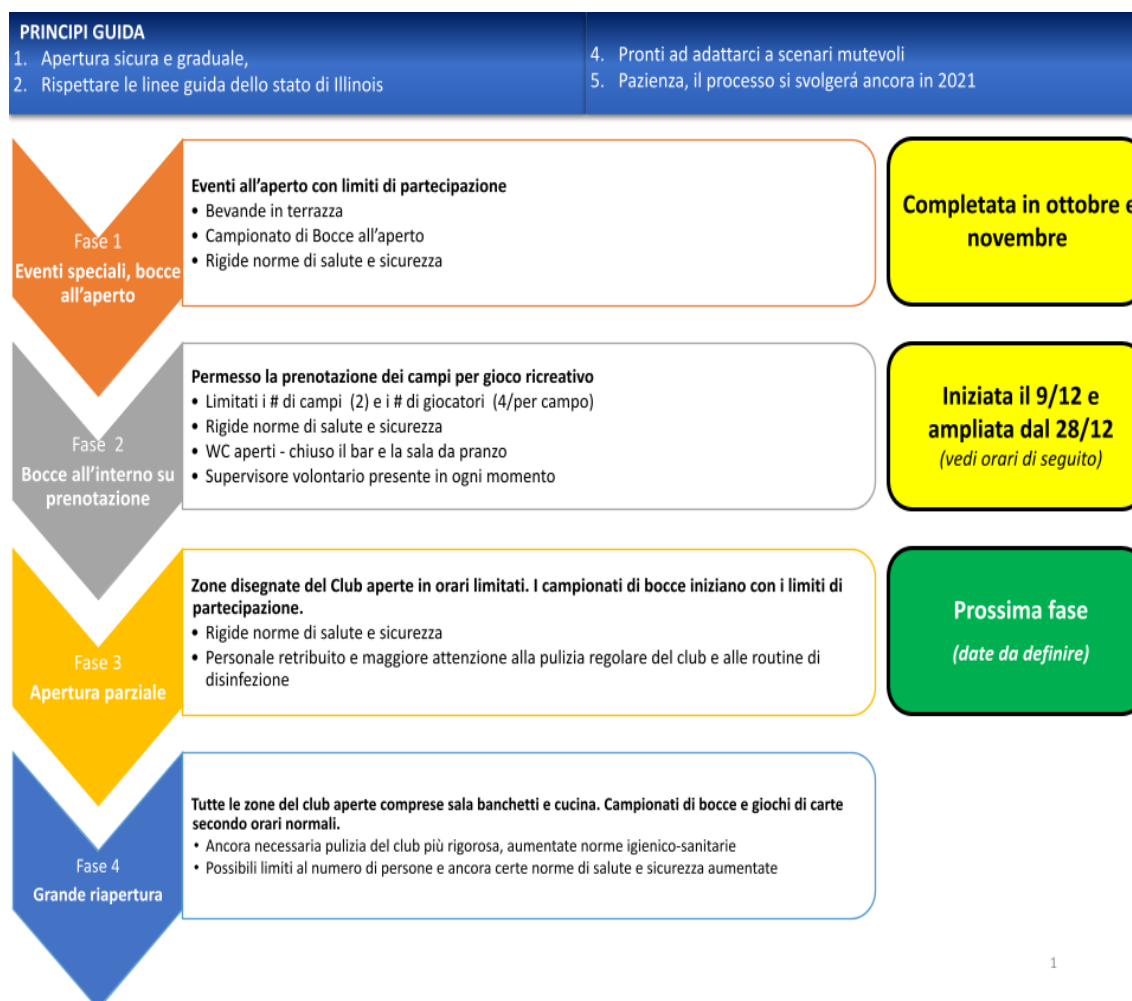 PRINCIPI GUIDA
1. Apertura sicura e graduale,
2. Rispettare le linee guida dello stato di Illinois
4. Pronti ad adattarci a scenari mutevoli
5. Pazienza, il processo si svolgerá ancora in 2021
Fase 1
Eventi speciali, bocce
all'aperto
Eventi all'aperto con limiti di partecipazione
• Bevande in terrazza
• Campionato di Bocce all'aperto
• Rigide norme di salute e sicurezza
Completata in ottobre e
novembre
Fase 2
Bocce all'interno su
prenotazione
Permesso la prenotazione dei campi per gioco ricreativo
• Limitati i # di campi (2) e i # di giocatori (4/per campo)
• Rigide norme di salute e sicurezza
• WC aperti - chiuso il bar e la sala da pranzo
• Supervisore volontario presente in ogni momento
Iniziata il 9/12 e
ampliata dal 28/12
(vedi orari di seguito)
Fase 3
Apertura parziale
Zone disegnate del Club aperte in orari limitati. I campionati di bocce iniziano con i limiti di
partecipazione.
• Rigide norme di salute e sicurezza
• Personale retribuito e maggiore attenzione alla pulizia regolare del club e alle routine di
disinfezione
Prossima fase
(date da definire)
Fase 4
Grande riapertura
Tutte le zone del club aperte comprese sala banchetti e cucina. Campionati di bocce e giochi di carte
secondo orari normali.
• Ancora necessaria pulizia del club più rigorosa, aumentate norme igienico-sanitarie
• Possibili limiti al numero di persone e ancora certe norme di salute e sicurezza aumentate
1